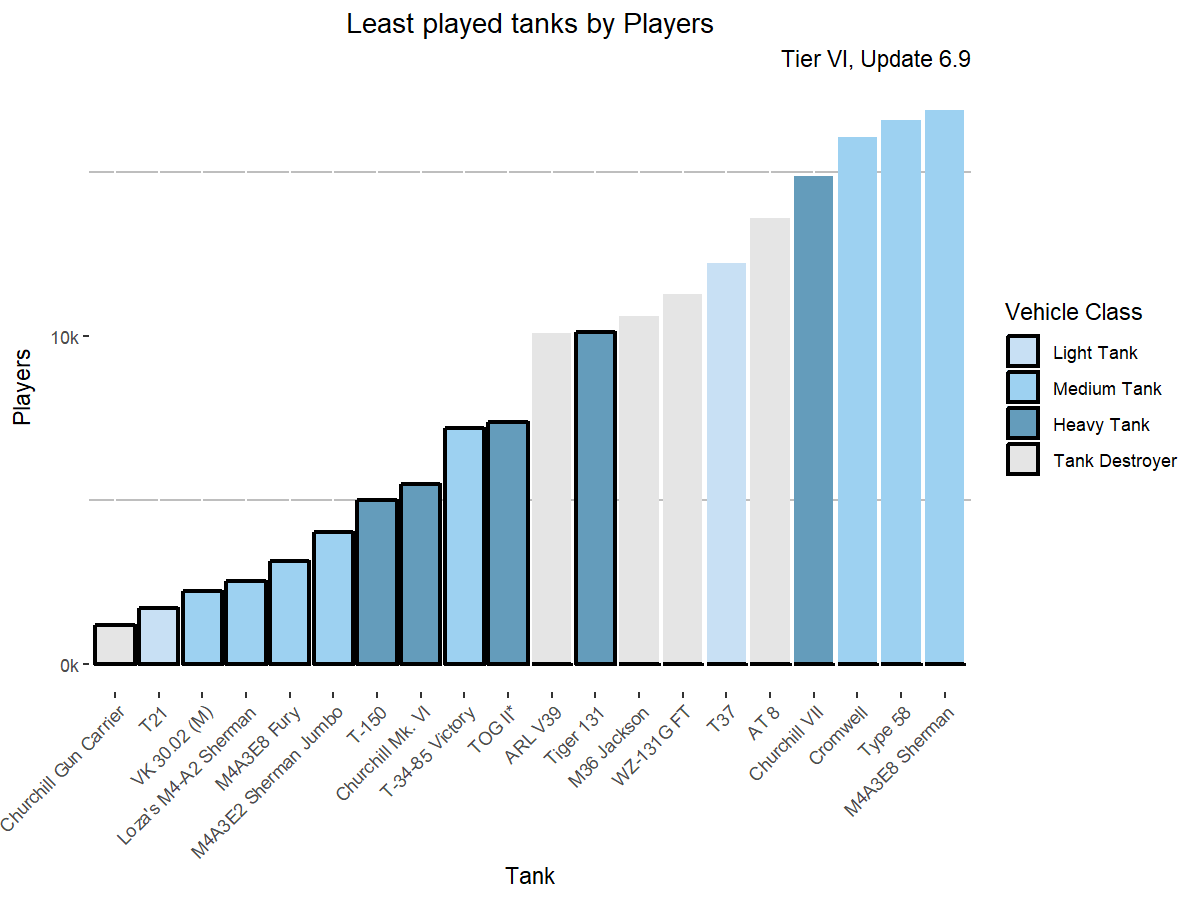 Least played tanks by Players
Tier VI, Update 6.9
Players
10k
0k
Churchill Gun Carrier
T21
VK 30.02 (M)
Loza's M4-A2 Sherman
M4A3E8 Fury
M4A3E2 Sherman Jumbo
T-150
Churchill Mk. VI
T-34-85 Victory
TOG II*
ARL V39
Tiger 131
M36 Jackson
WZ-131G FT
T37
AT 8
Churchill VII
Cromwell
Type 58
M4A3E8 Sherman
Tank
Vehicle Class
Light Tank
Medium Tank
Heavy Tank
Tank Destroyer